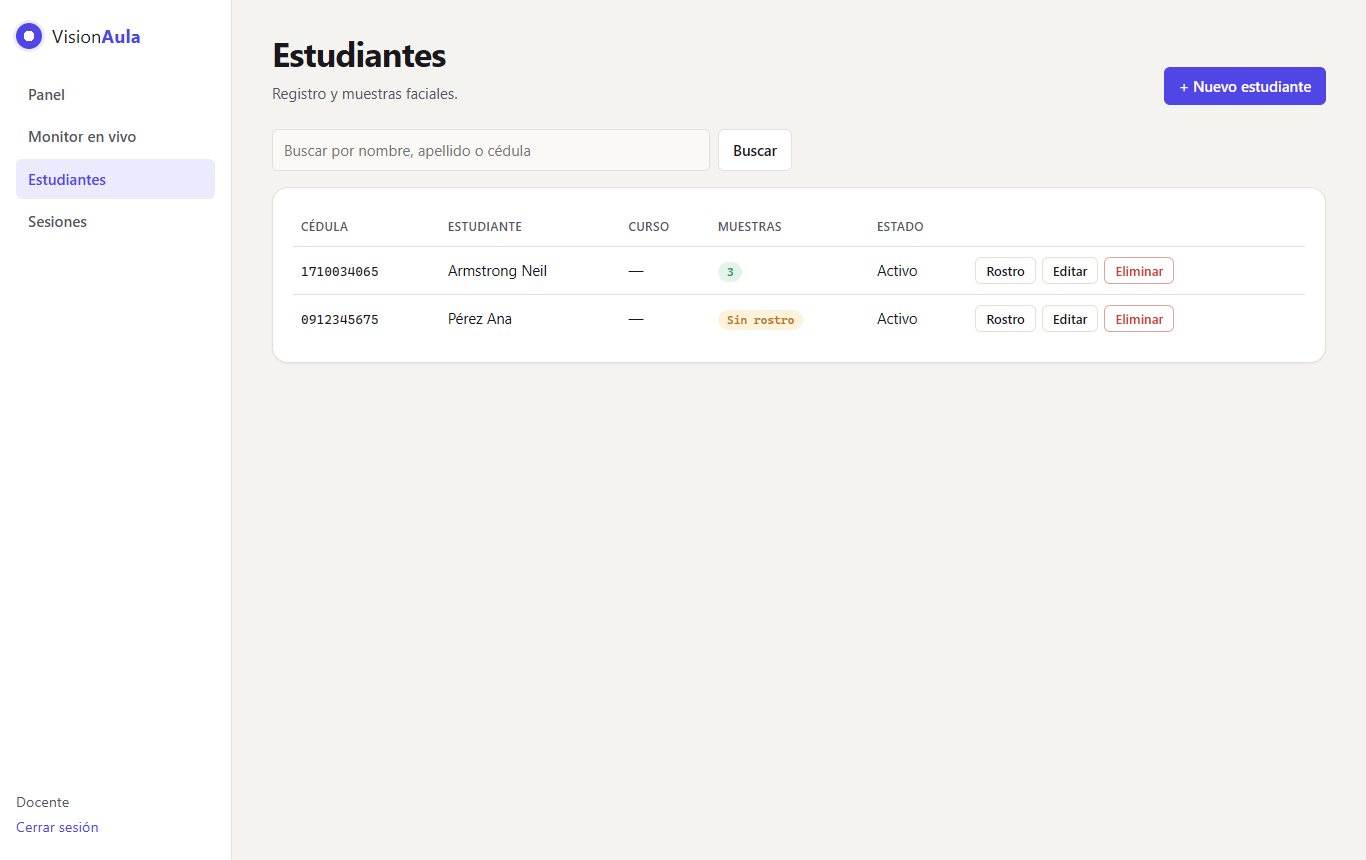 VisionAula
Panel
Monitor en vivo
Estudiantes
Sesiones
Docente
Cerrar sesión
Estudiantes
Registro y muestras faciales.
+ Nuevo estudiante
Buscar por nombre, apellido o cédula
Buscar
CÉDULA ESTUDIANTE CURSO MUESTRAS ESTADO
1710034065 Armstrong Neil — 3 Activo Rostro Editar Eliminar
0912345675 Pérez Ana — Sin rostro Activo Rostro Editar Eliminar